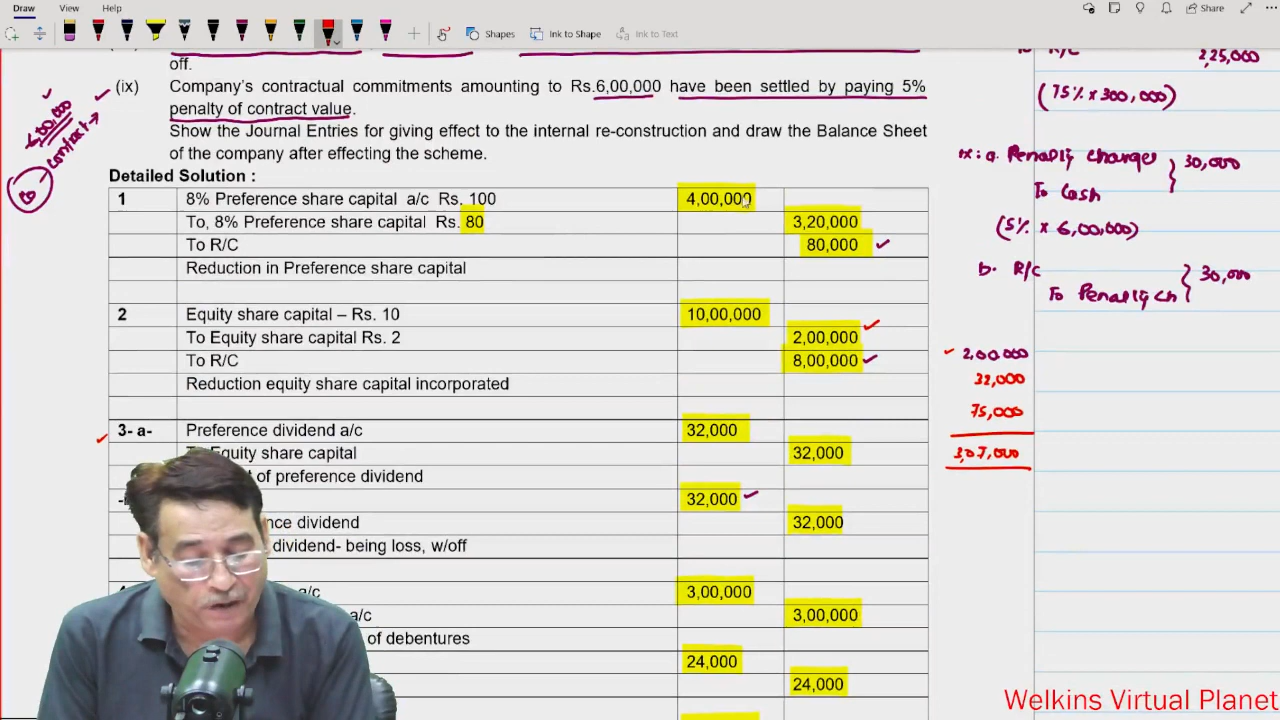 Draw
View
Help
Share
Shapes
Ink to Shape
Ink to Text
off.
(ix) Company's contractual commitments amounting to Rs.6,00,000 have been settled by paying 5%
penalty of contract value.
Show the Journal Entries for giving effect to the internal re-construction and draw the Balance Sheet
of the company after effecting the scheme.
Detailed Solution :
1 8% Preference share capital a/c Rs. 100 4,00,000
To, 8% Preference share capital Rs. 80 3,20,000
To R/C 80,000
Reduction in Preference share capital
2 Equity share capital – Rs. 10 10,00,000
To Equity share capital Rs. 2 2,00,000
To R/C 8,00,000
Reduction equity share capital incorporated
3- a- Preference dividend a/c 32,000
Equity share capital 32,000
of preference dividend
32,000
nce dividend 32,000
dividend- being loss, w/off
a/c 3,00,000
a/c 3,00,000
of debentures
24,000
24,000
contract
R/C 2,25,000
(75% x 300,000)
ix: a. Penalty charges } 30,000
To Cash
(5% x 6,00,000)
b. R/C } 30,000
To Penalty ch
2,00,000
32,000
75,000
3,07,000
Welkins Virtual Planet